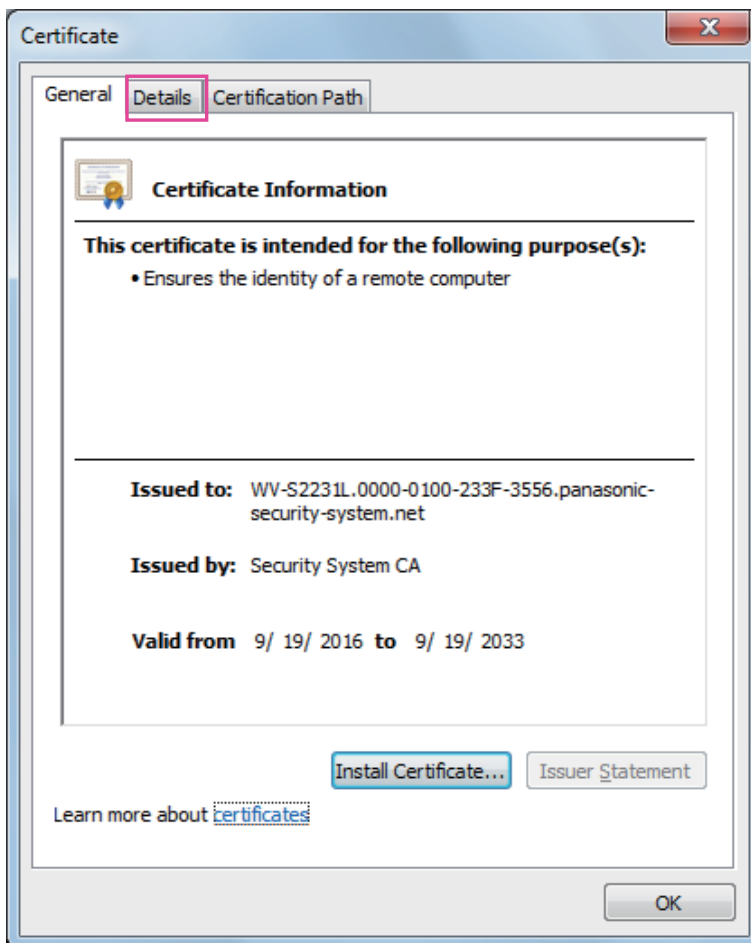 Certificate
General Details Certification Path
Certificate Information
This certificate is intended for the following purpose(s):
• Ensures the identity of a remote computer
Issued to: WV-S2231L.0000-0100-233F-3556.panasonic-
security-system.net
Issued by: Security System CA
Valid from 9/ 19/ 2016 to 9/ 19/ 2033
Install Certificate... Issuer Statement
Learn more about certificates
OK